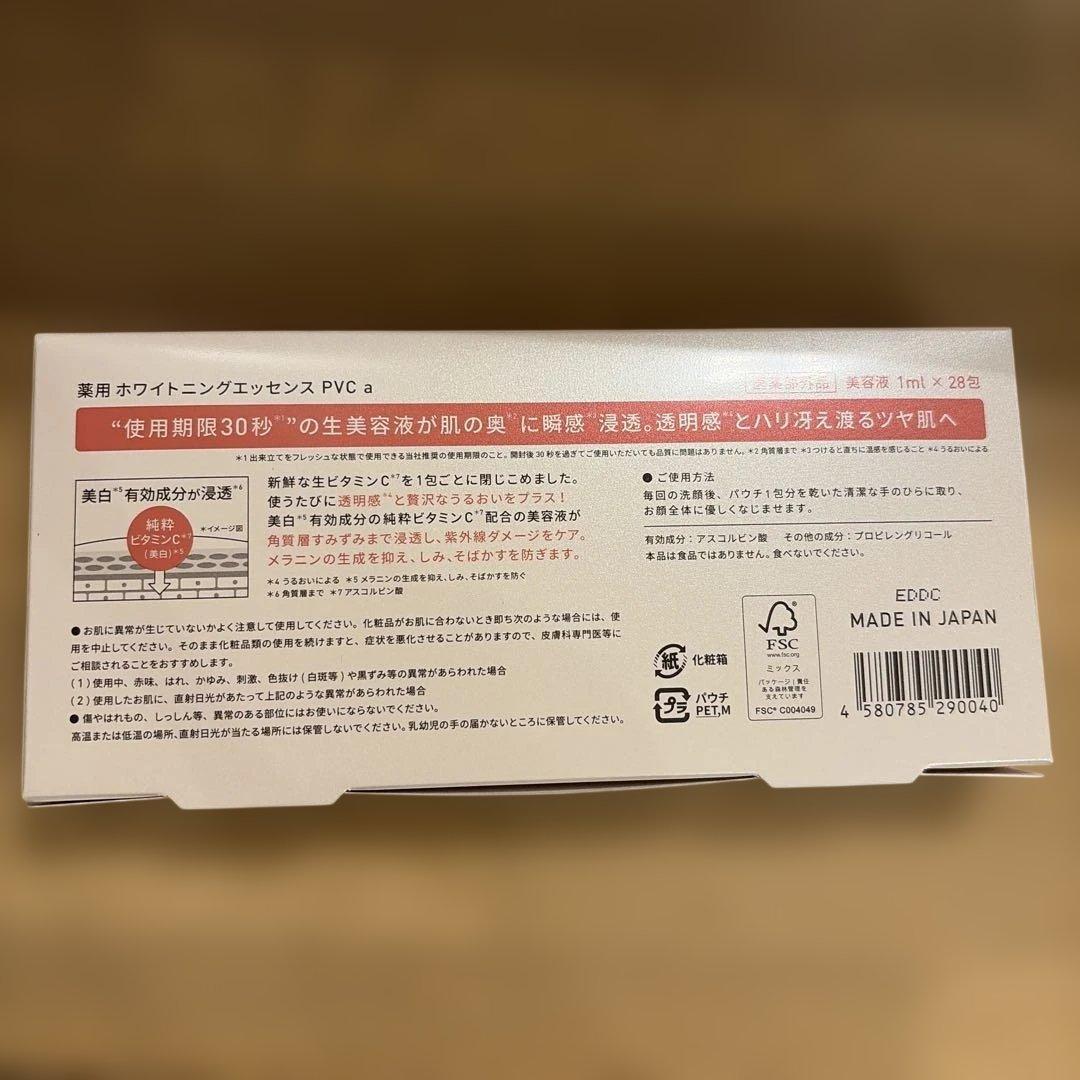 薬用 ホワイトニングエッセンス PVC a
医薬部外品 美容液 1ml × 28包
“使用期限30秒*1”の生美容液が肌の奥*2に瞬感*3浸透。透明感*4とハリ冴え渡るツヤ肌へ
*1 出来立てをフレッシュな状態で使用できる当社推奨の使用期限のこと。開封後30秒を過ぎてご使用いただいても品質に問題はありません。*2 角質層まで *3 つけると直ちに温感を感じること *4 うるおいによる
美白*5有効成分が浸透*6
純粋
ビタミンC*7
(美白)*5
*イメージ図
新鮮な生ビタミンC*7を1包ごとに閉じこめました。
使うたびに透明感*4と贅沢なうるおいをプラス！
美白*5有効成分の純粋ビタミンC*7配合の美容液が
角質層すみずみまで浸透し、紫外線ダメージをケア。
メラニンの生成を抑え、しみ、そばかすを防ぎます。
*4 うるおいによる *5 メラニンの生成を抑え、しみ、そばかすを防ぐ
*6 角質層まで *7 アスコルビン酸
● ご使用方法
毎回の洗顔後、パウチ1包分を乾いた清潔な手のひらに取り、
お顔全体に優しくなじませます。
有効成分：アスコルビン酸 その他の成分：プロピレングリコール
本品は食品ではありません。食べないでください。
● お肌に異常が生じていないかよく注意して使用してください。化粧品がお肌に合わないとき即ち次のような場合には、使
用を中止してください。そのまま化粧品類の使用を続けますと、症状を悪化させることがありますので、皮膚科専門医等に
ご相談されることをおすすめします。
(1) 使用中、赤味、はれ、かゆみ、刺激、色抜け(白斑等)や黒ずみ等の異常があらわれた場合
(2) 使用したお肌に、直射日光があたって上記のような異常があらわれた場合
● 傷やはれもの、しっしん等、異常のある部位にはお使いにならないでください。
高温または低温の場所、直射日光が当たる場所には保管しないでください。乳幼児の手の届かないところに保管してください。
紙 化粧箱
プラ パウチ
PET,M
FSC
www.fsc.org
ミックス
パッケージ｜責任
ある森林管理を
支えています
FSC® C004049
EDDC
MADE IN JAPAN
4 580785 290040